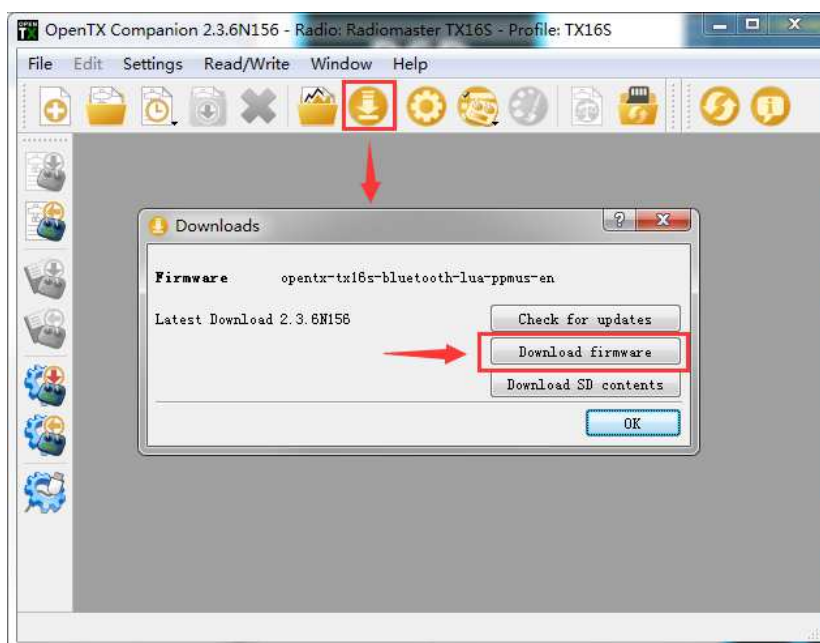 OPEN TX OpenTX Companion 2.3.6N156 - Radio: Radiomaster TX16S - Profile: TX16S
File Edit Settings Read/Write Window Help
Downloads
Firmware opentx-tx16s-bluetooth-lua-ppmus-en
Latest Download 2.3.6N156 Check for updates
Download firmware
Download SD contents
OK